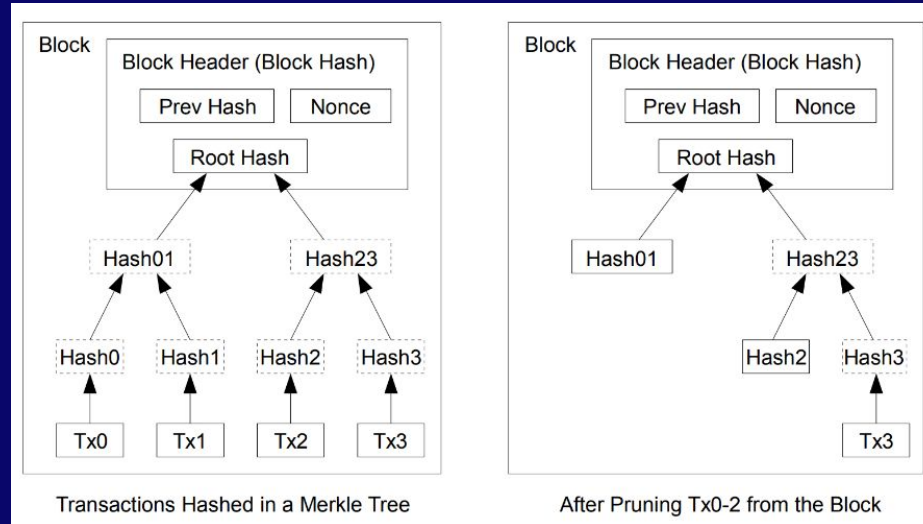 Block
Block Header (Block Hash)
Prev Hash
Nonce
Root Hash
Hash01
Hash23
Hash0
Hash1
Hash2
Hash3
Tx0
Tx1
Tx2
Tx3
Transactions Hashed in a Merkle Tree
Block
Block Header (Block Hash)
Prev Hash
Nonce
Root Hash
Hash01
Hash23
Hash2
Hash3
Tx3
After Pruning Tx0-2 from the Block